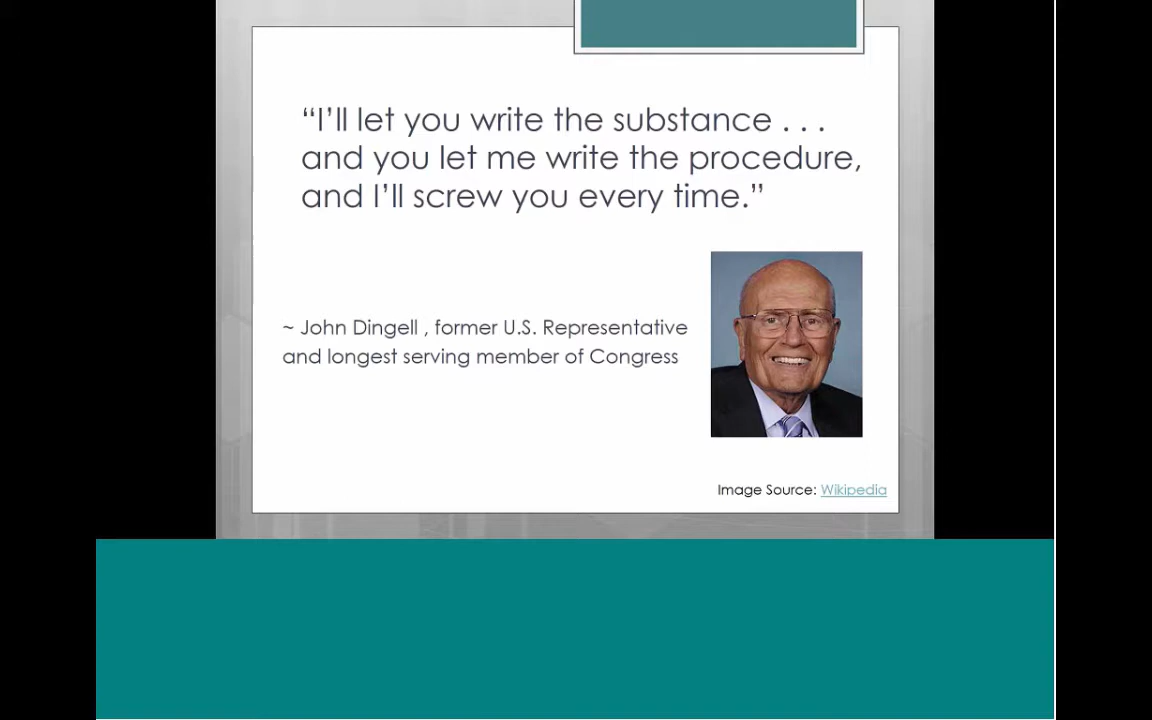 “I’ll let you write the substance . . .
and you let me write the procedure,
and I’ll screw you every time.”
~ John Dingell , former U.S. Representative
and longest serving member of Congress
Image Source: Wikipedia